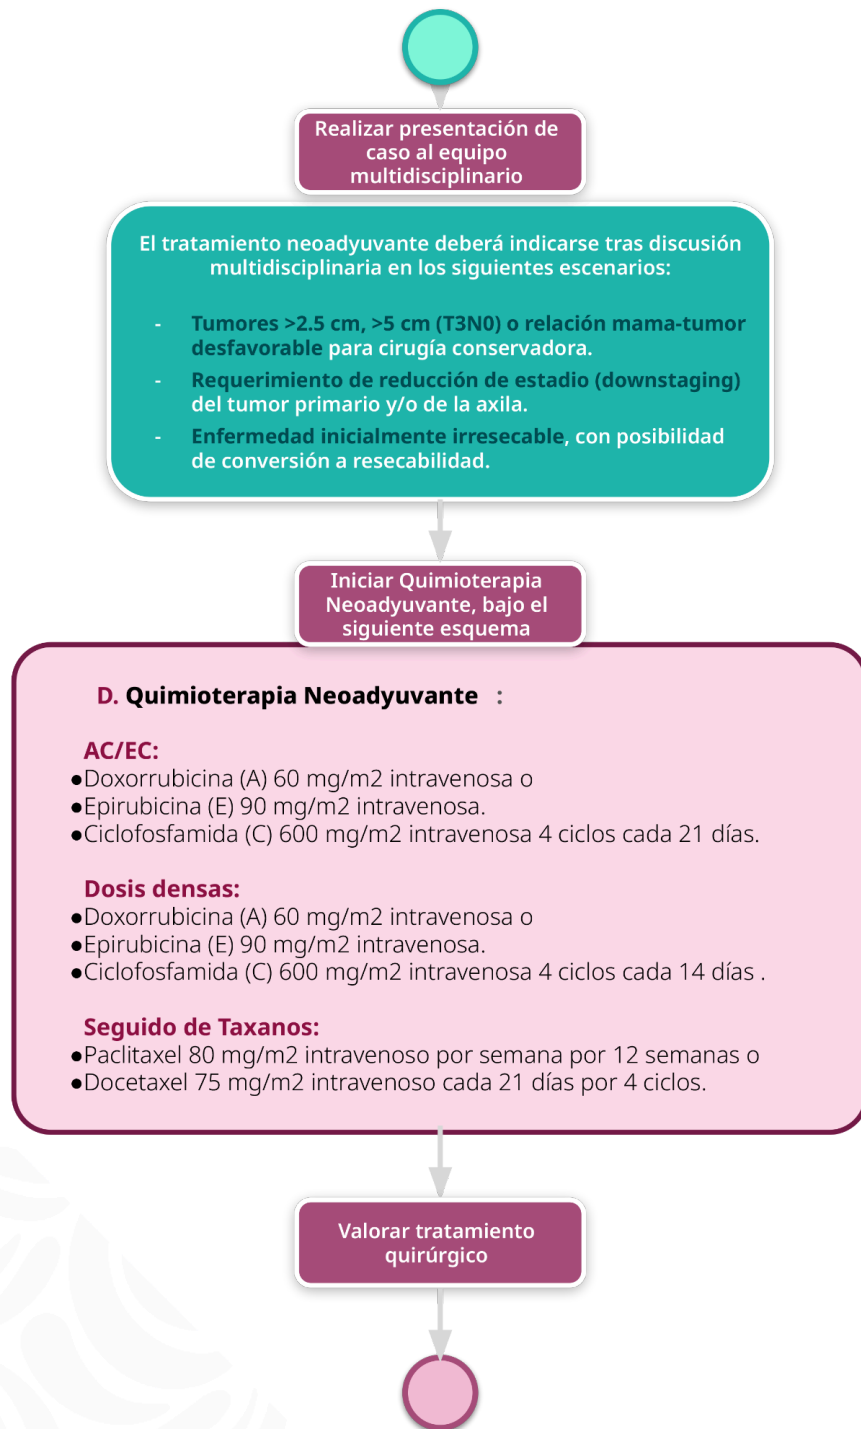 Realizar presentación de
caso al equipo
multidisciplinario
El tratamiento neoadyuvante deberá indicarse tras discusión
multidisciplinaria en los siguientes escenarios:
- Tumores >2.5 cm, >5 cm (T3N0) o relación mama-tumor
desfavorable para cirugía conservadora.
- Requerimiento de reducción de estadio (downstaging)
del tumor primario y/o de la axila.
- Enfermedad inicialmente irresecable, con posibilidad
de conversión a resecabilidad.
Iniciar Quimioterapia
Neoadyuvante, bajo el
siguiente esquema
D. Quimioterapia Neoadyuvante :
AC/EC:
●Doxorrubicina (A) 60 mg/m2 intravenosa o
●Epirubicina (E) 90 mg/m2 intravenosa.
●Ciclofosfamida (C) 600 mg/m2 intravenosa 4 ciclos cada 21 días.
Dosis densas:
●Doxorrubicina (A) 60 mg/m2 intravenosa o
●Epirubicina (E) 90 mg/m2 intravenosa.
●Ciclofosfamida (C) 600 mg/m2 intravenosa 4 ciclos cada 14 días .
Seguido de Taxanos:
●Paclitaxel 80 mg/m2 intravenoso por semana por 12 semanas o
●Docetaxel 75 mg/m2 intravenoso cada 21 días por 4 ciclos.
Valorar tratamiento
quirúrgico